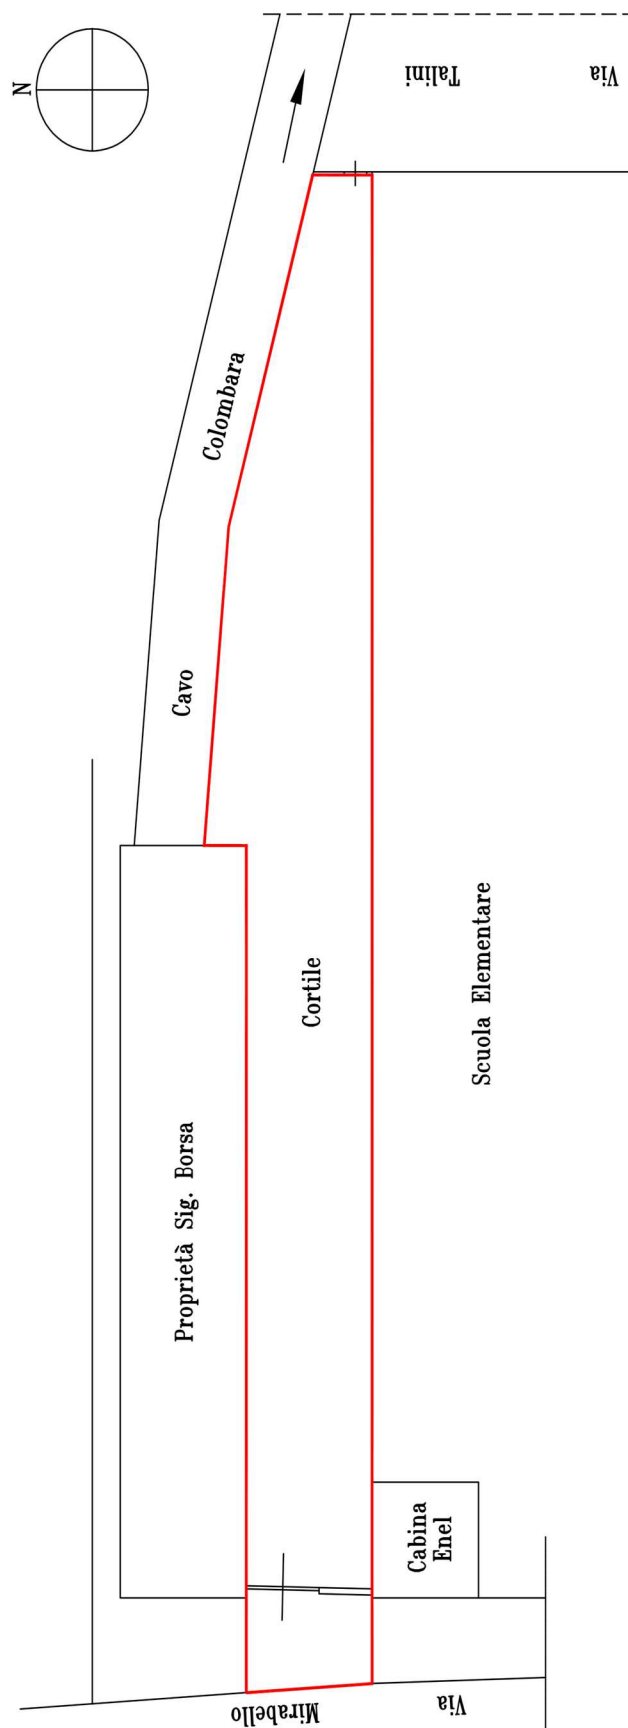 N
Via Talini
Cavo Colombara
Proprietà Sig. Borsa
Cortile
Scuola Elementare
Cabina
Enel
Via Mirabello